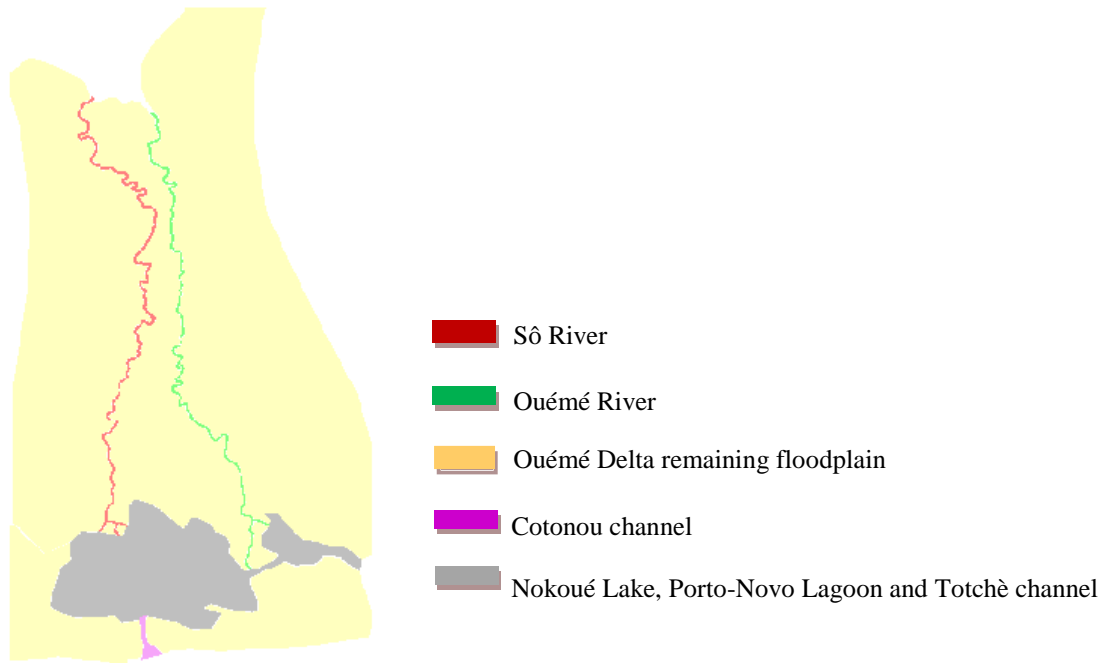 Sô River
Ouémé River
Ouémé Delta remaining floodplain
Cotonou channel
Nokoué Lake, Porto-Novo Lagoon and Totchè channel